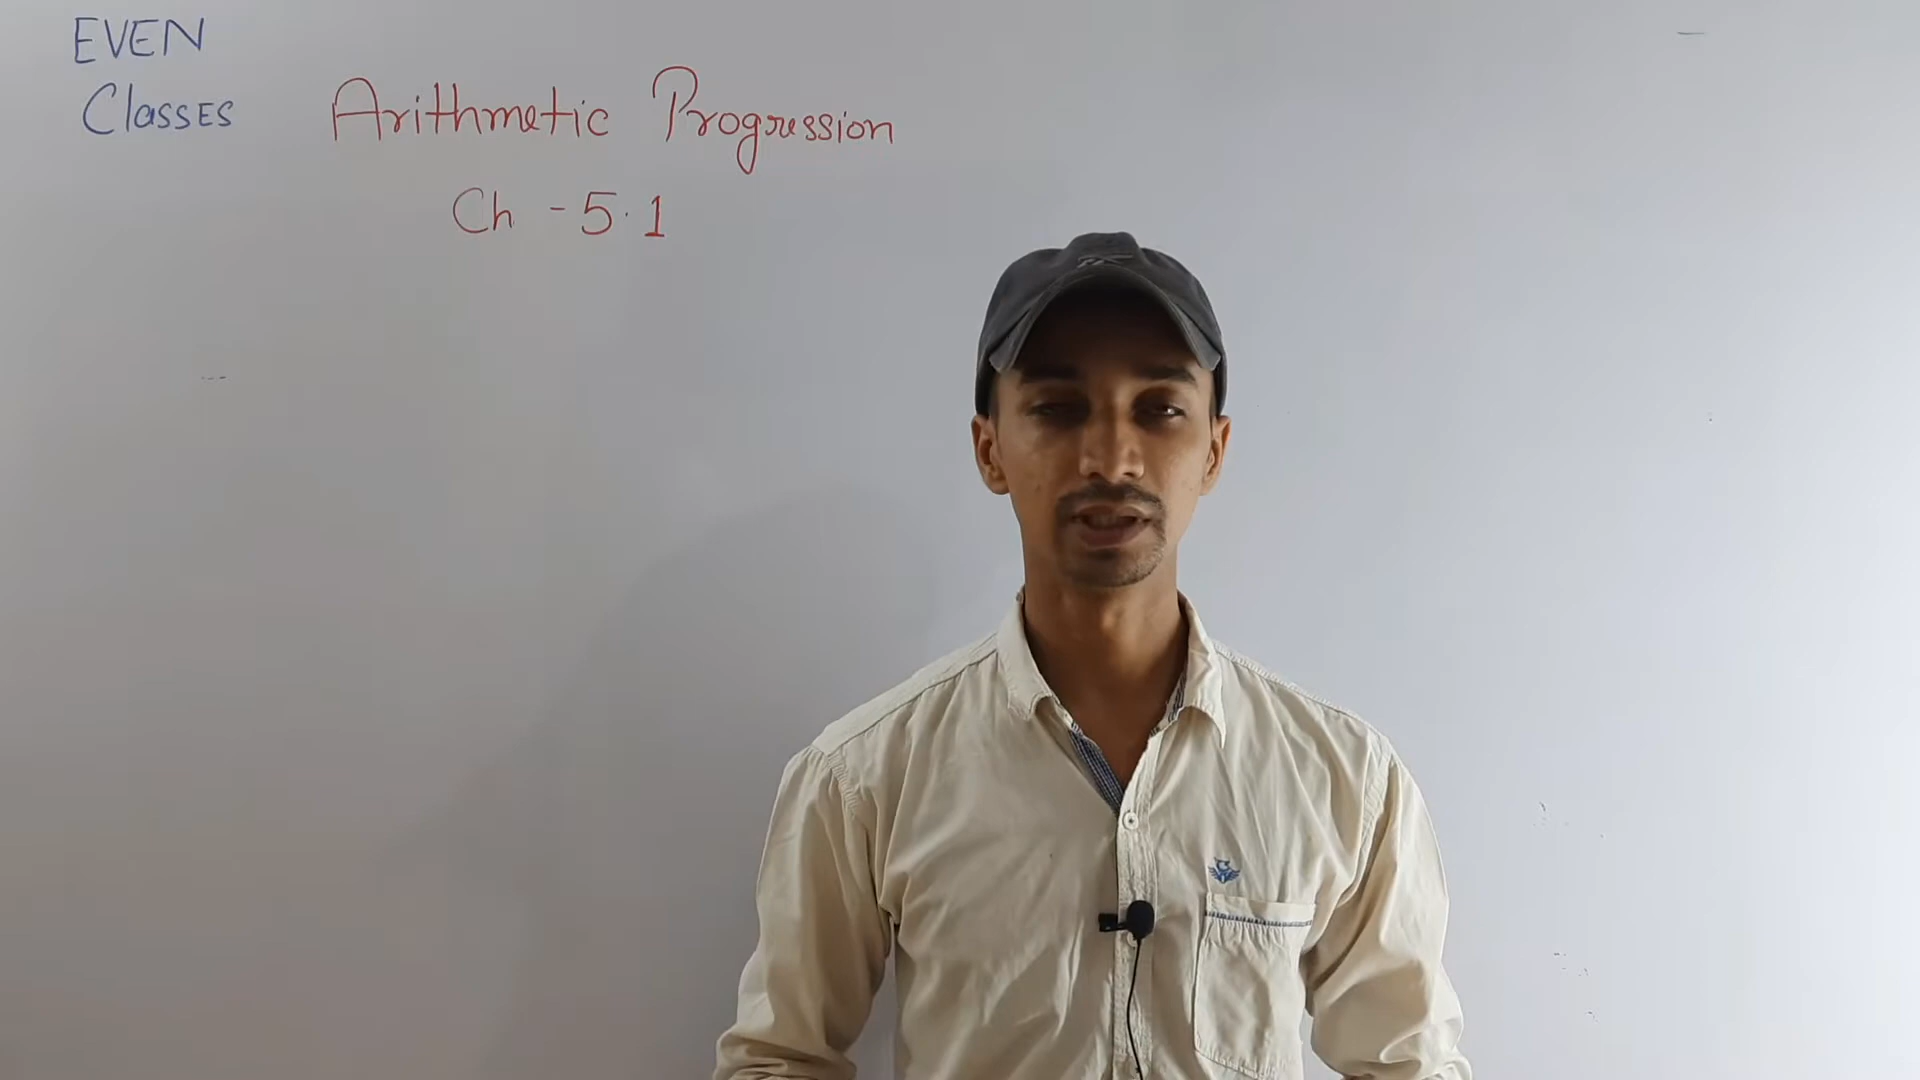 EVEN
Classes
Arithmetic Progression
Ch - 5.1